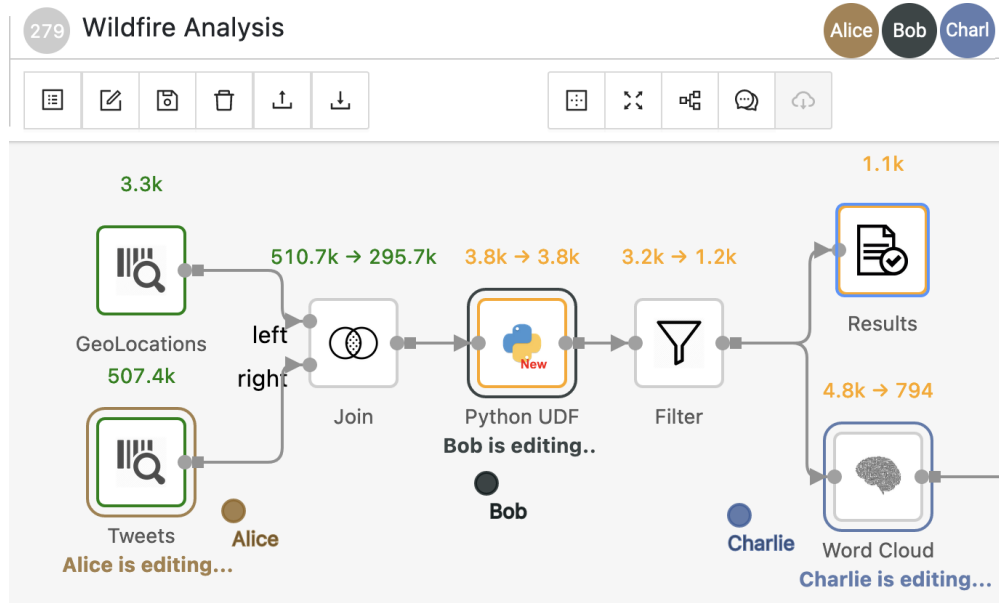 279 Wildfire Analysis
Alice Bob Charl
3.3k
1.1k
510.7k → 295.7k
3.8k → 3.8k
3.2k → 1.2k
left
GeoLocations
Results
New
507.4k
right
4.8k → 794
Join
Python UDF
Filter
Bob is editing..
Bob
Alice
Charlie
Tweets
Word Cloud
Alice is editing...
Charlie is editing...